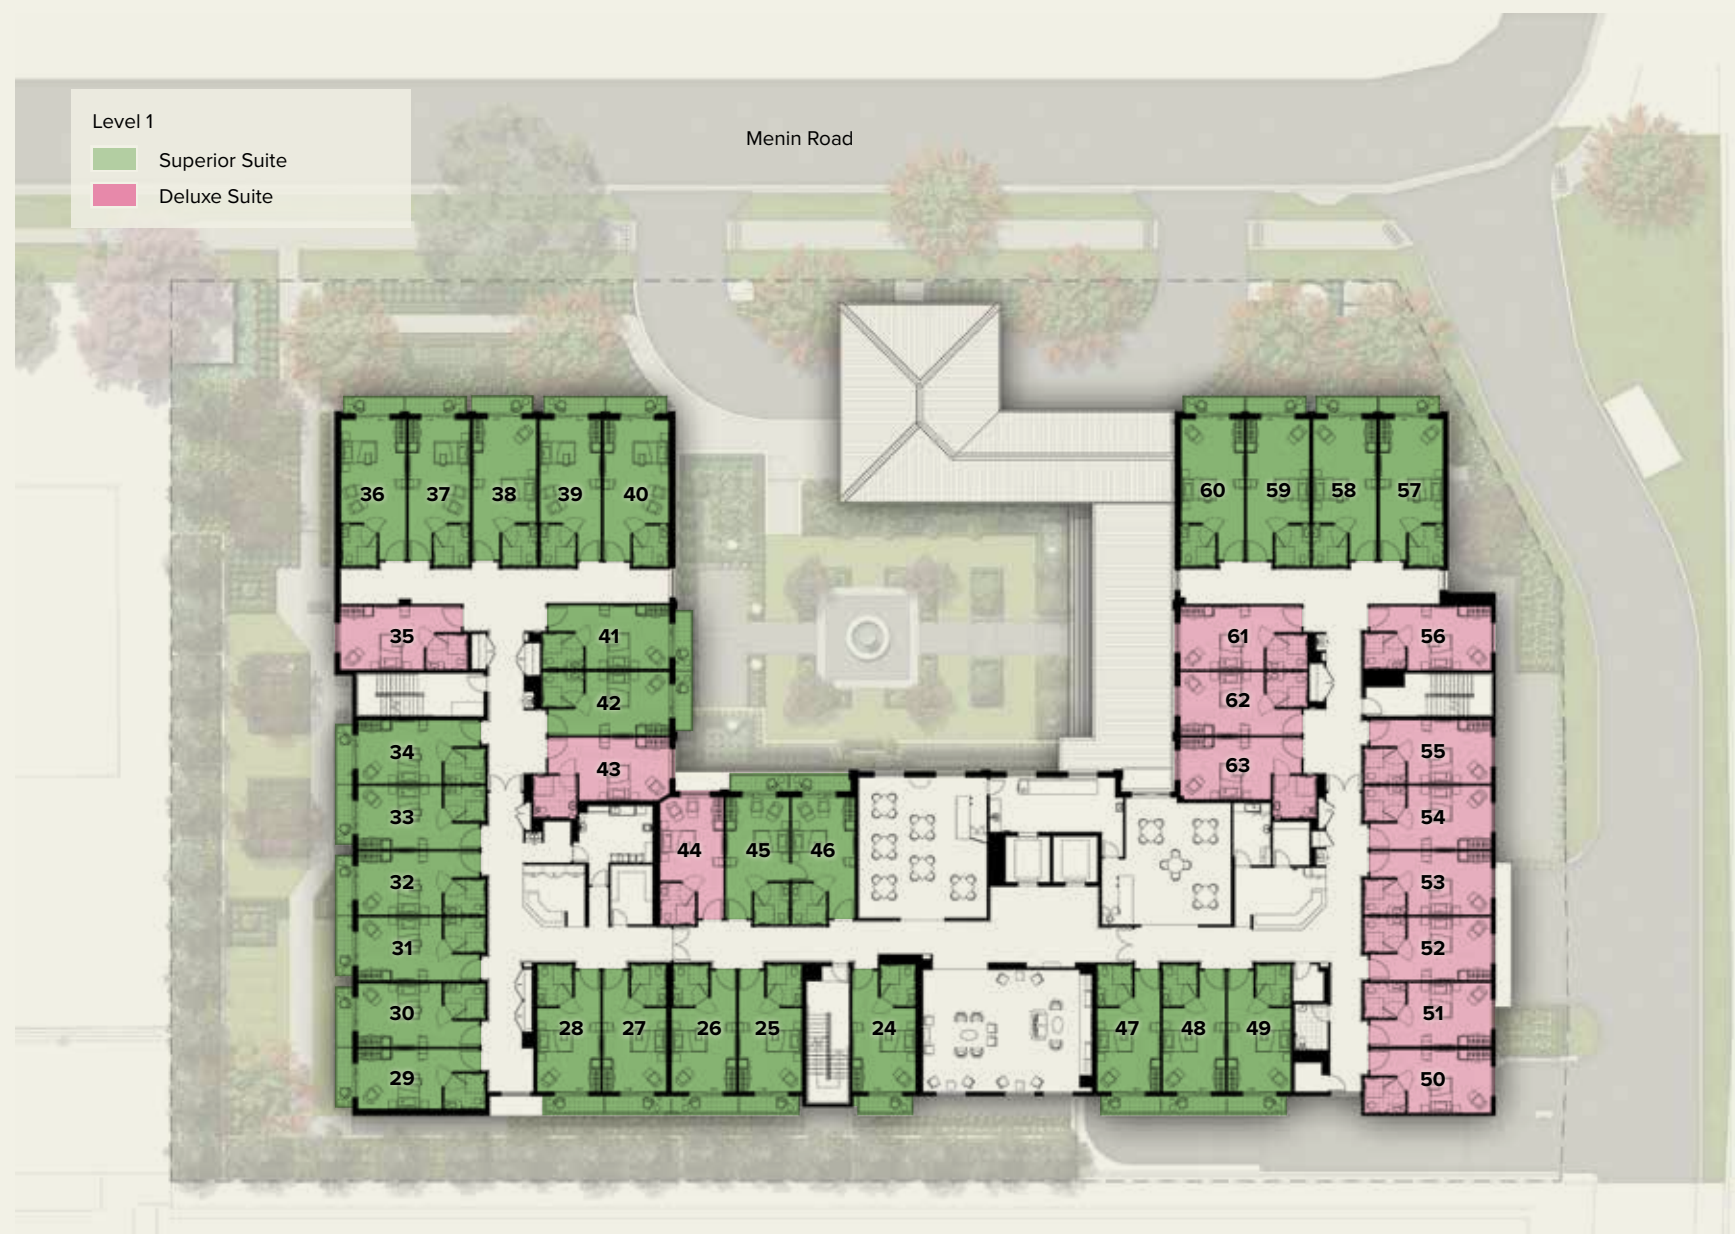 Level 1
Superior Suite
Deluxe Suite
Menin Road
36 37 38 39 40
60 59 58 57
35 41 61 56
42 62
34 43 63 55
33 44 45 46 54
32 53
31 52
30 28 27 26 25 24 47 48 49 51
29 50